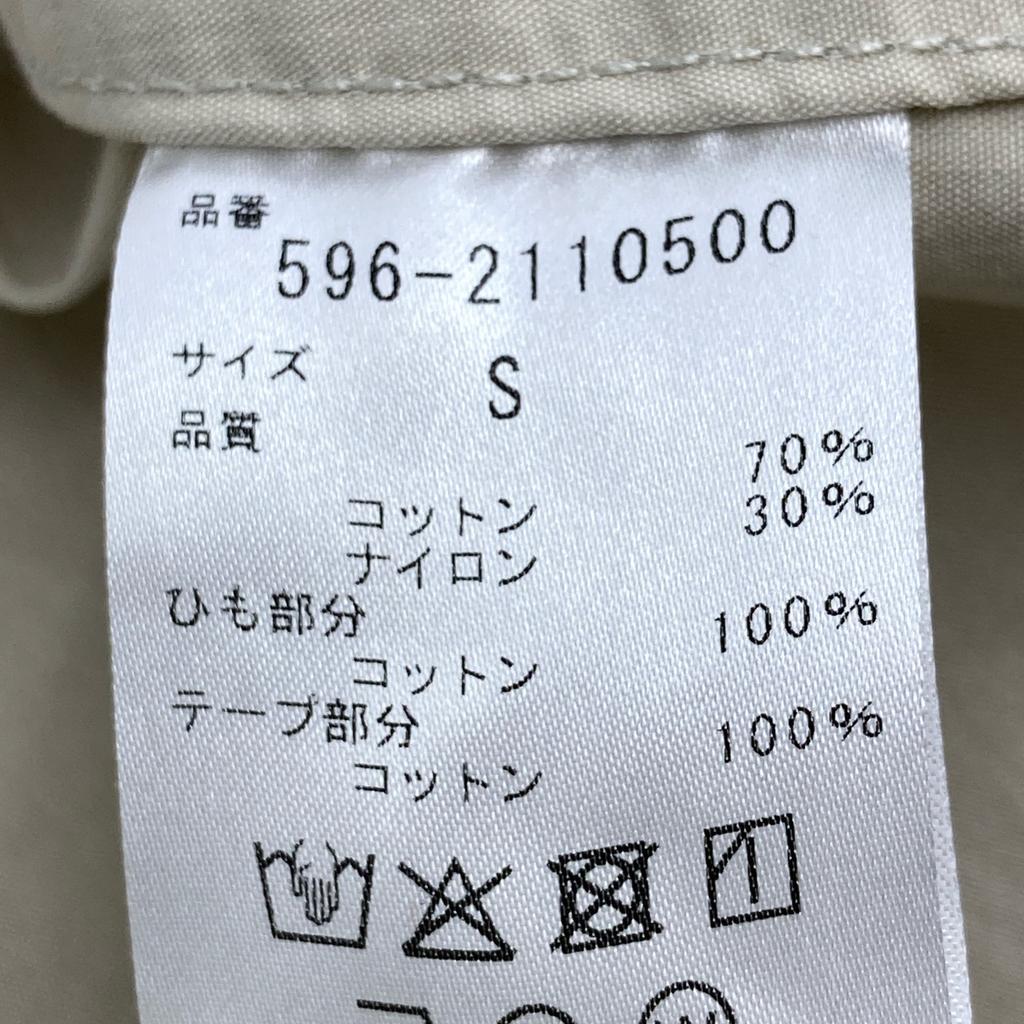 品番
596-2110500
サイズ S
品質
コットン 70%
ナイロン 30%
ひも部分
コットン 100%
テープ部分
コットン 100%